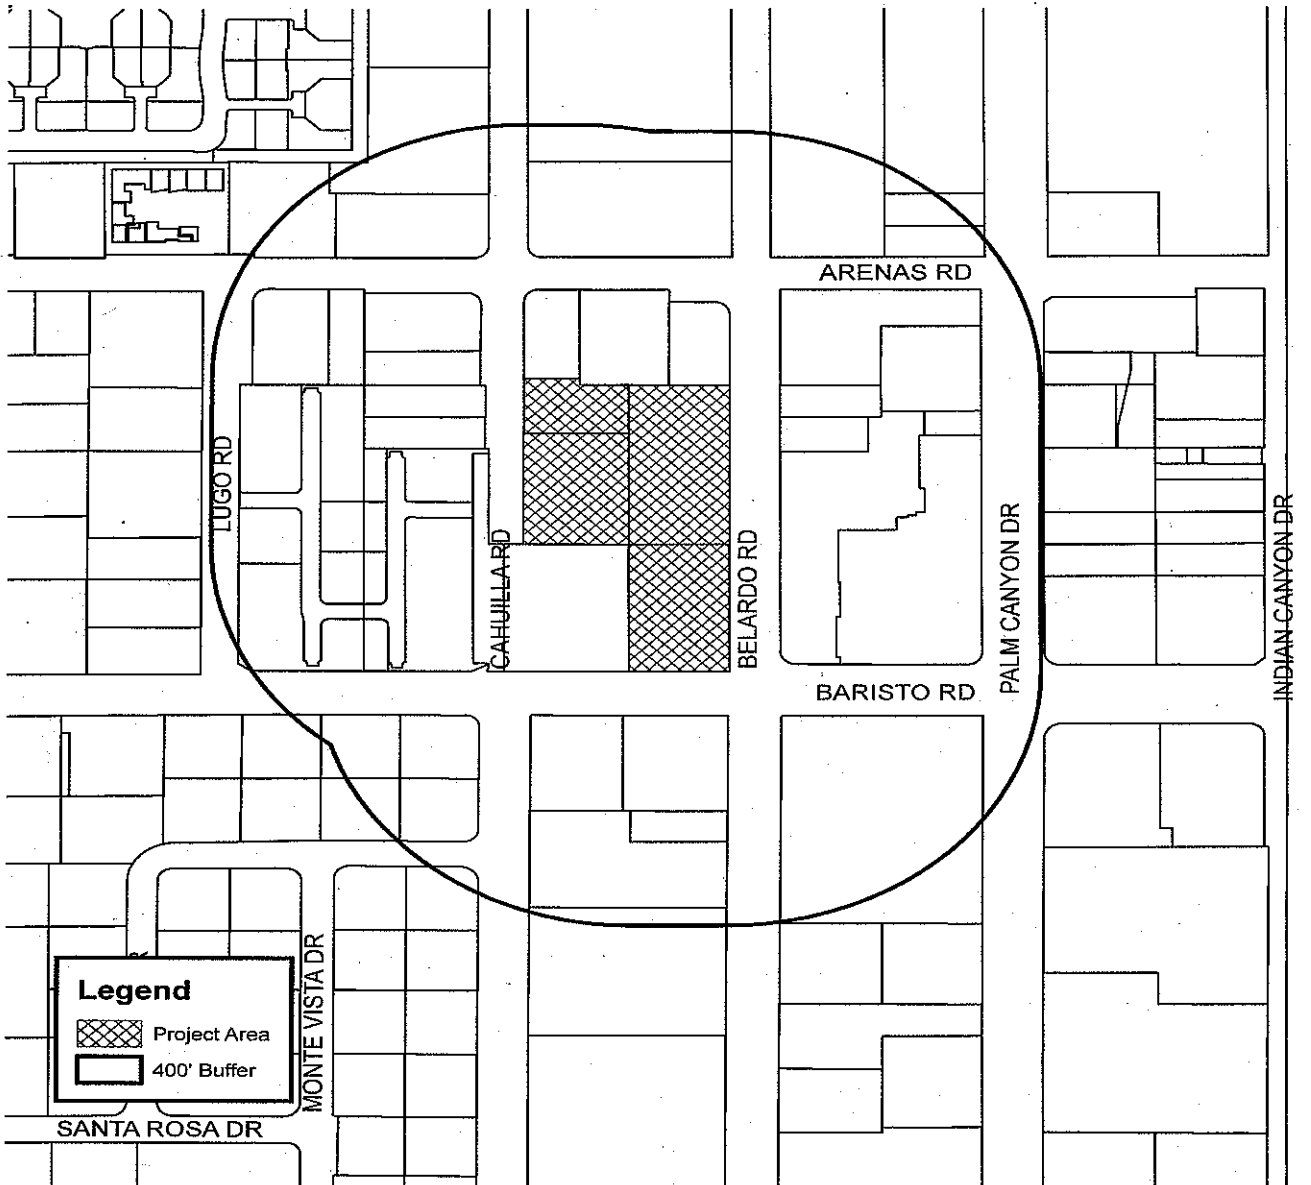 ARENAS RD
LUGO RD
CAHUILLA RD
BELARDO RD
PALM CANYON DR
INDIAN CANYON DR
BARISTO RD
MONTE VISTA DR
Legend
Project Area
400' Buffer
SANTA ROSA DR